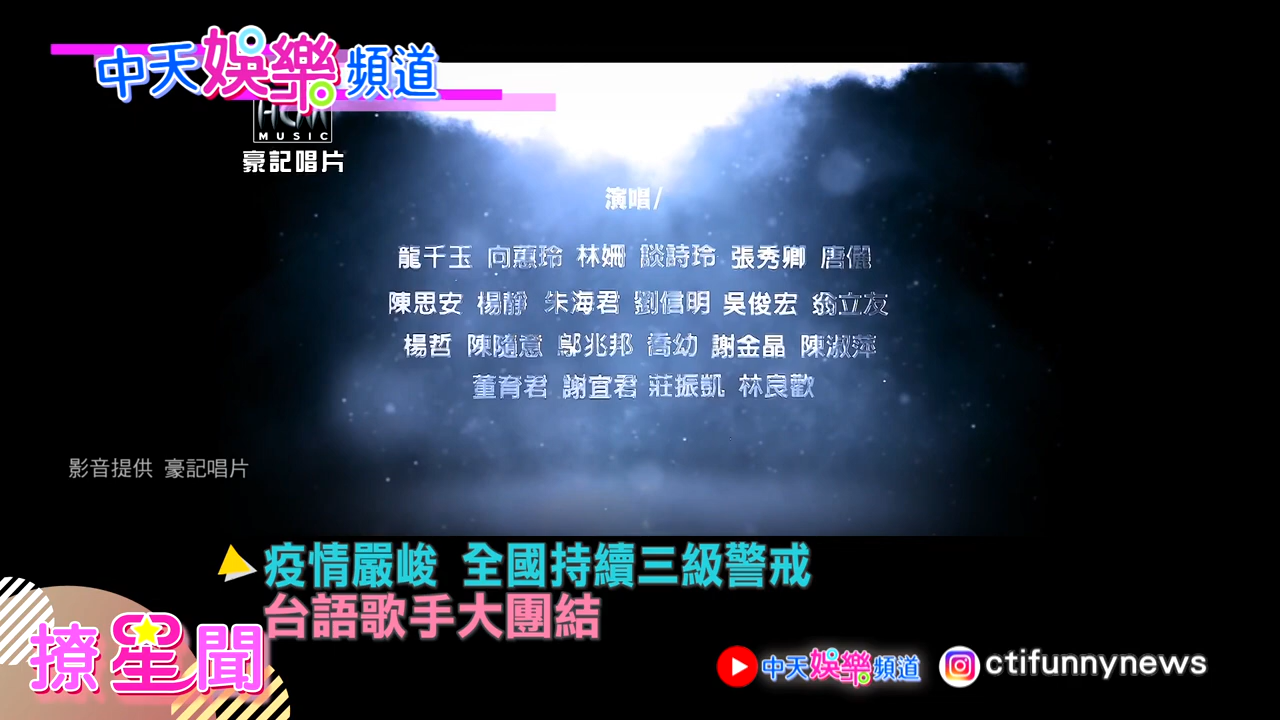 中天娛樂頻道
MUSIC
豪記唱片
演唱/
龍千玉 向蕙玲 林姍 談詩玲 張秀卿 唐儷
陳思安 楊靜 朱海君 劉信明 吳俊宏 翁立友
楊哲 陳隨意 鄔兆邦 喬幼 謝金晶 陳淑萍
董育君 謝宜君 莊振凱 林良歡
影音提供 豪記唱片
疫情嚴峻 全國持續三級警戒
台語歌手大團結
撩星聞
中天娛樂頻道 ctifunnynews